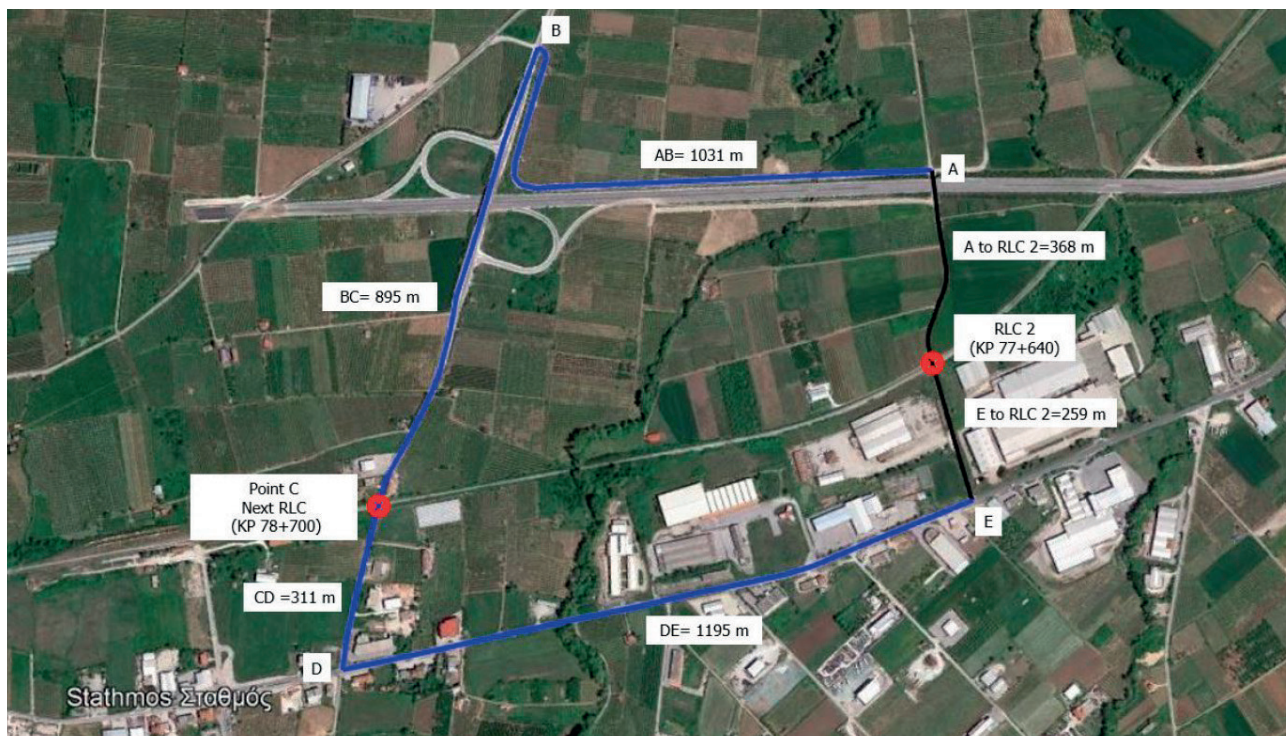 B
AB= 1031 m
A
A to RLC 2=368 m
BC= 895 m
RLC 2
(KP 77+640)
E to RLC 2=259 m
Point C
Next RLC
(KP 78+700)
E
CD =311 m
DE= 1195 m
D
Stathmos Σταθμός